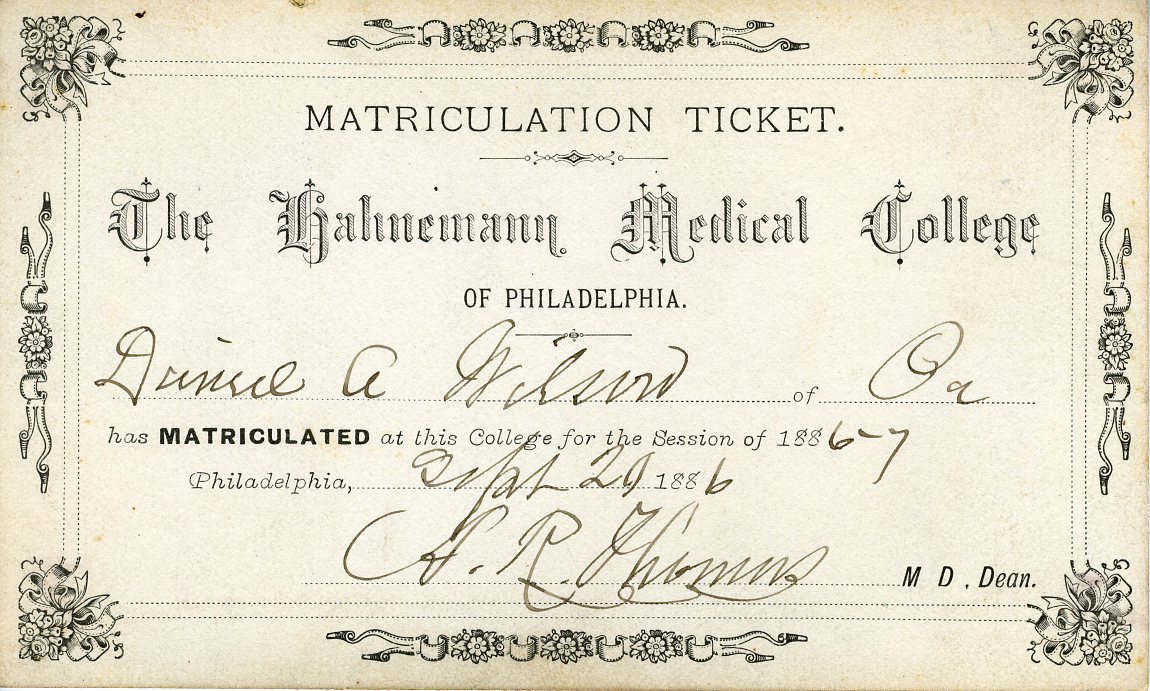 MATRICULATION TICKET.
The Hahnemann Medical College
OF PHILADELPHIA.
Daniel A Wilson of Pa
has MATRICULATED at this College for the Session of 1886-7
Philadelphia, Sept 29 1886
A. R. Thomas M D, Dean.